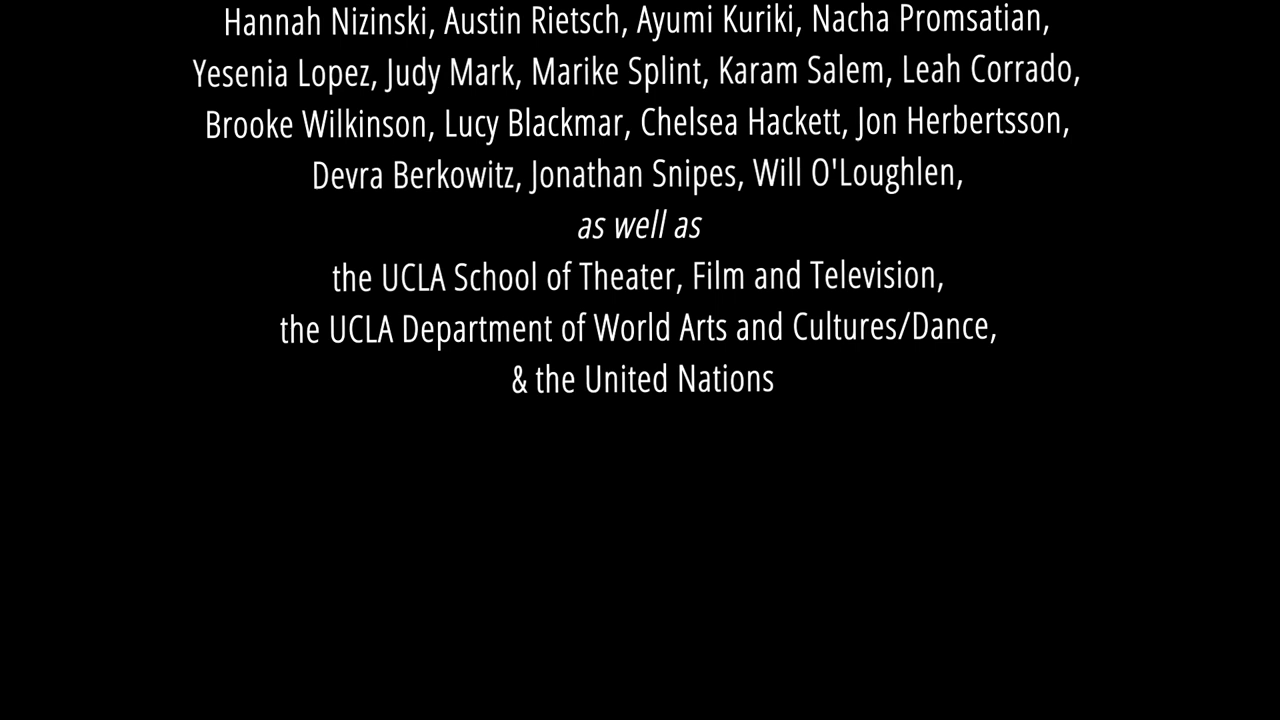 Hannah Nizinski, Austin Rietsch, Ayumi Kuriki, Nacha Promsatian,
Yesenia Lopez, Judy Mark, Marike Splint, Karam Salem, Leah Corrado,
Brooke Wilkinson, Lucy Blackmar, Chelsea Hackett, Jon Herbertsson,
Devra Berkowitz, Jonathan Snipes, Will O'Loughlen,
as well as
the UCLA School of Theater, Film and Television,
the UCLA Department of World Arts and Cultures/Dance,
& the United Nations